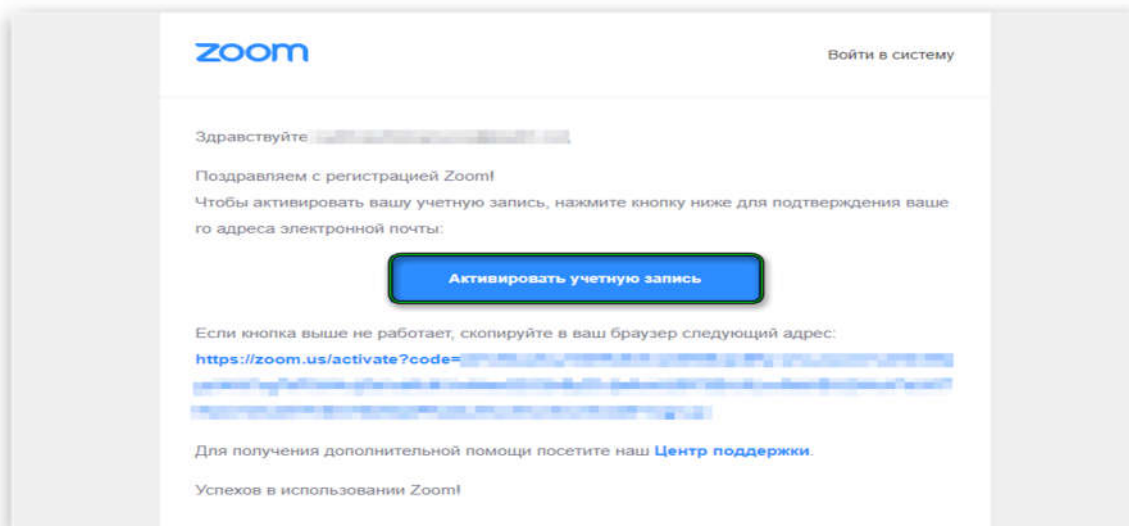 zoom
Войти в систему
Здравствуйте
Поздравляем с регистрацией Zoom!
Чтобы активировать вашу учетную запись, нажмите кнопку ниже для подтверждения ваше
го адреса электронной почты:
Активировать учетную запись
Если кнопка выше не работает, скопируйте в ваш браузер следующий адрес:
https://zoom.us/activate?code=
Для получения дополнительной помощи посетите наш Центр поддержки.
Успехов в использовании Zoom!